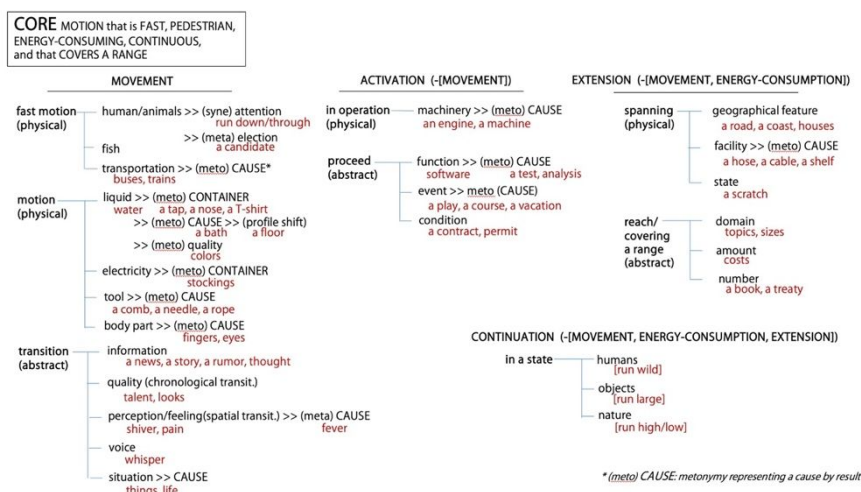 CORE MOTION that is FAST, PEDESTRIAN,
ENERGY-CONSUMING, CONTINUOUS,
and that COVERS A RANGE
MOVEMENT
fast motion
(physical)
human/animals >> (syne) attention
run down/through
>> (meta) election
a candidate
fish
transportation >> (meto) CAUSE*
buses, trains
motion
(physical)
liquid >> (meto) CONTAINER
water a tap, a nose, a T-shirt
>> (meto) CAUSE >> (profile shift)
a bath a floor
>> (meto) quality
colors
electricity >> (meto) CONTAINER
stockings
tool >> (meto) CAUSE
a comb, a needle, a rope
body part >> (meto) CAUSE
fingers, eyes
transition
(abstract)
information
a news, a story, a rumor, thought
quality (chronological transit.)
talent, looks
perception/feeling(spatial transit.) >> (meta) CAUSE
shiver, pain fever
voice
whisper
situation >> CAUSE
things, life
ACTIVATION (-[MOVEMENT])
in operation
(physical)
machinery >> (meto) CAUSE
an engine, a machine
proceed
(abstract)
function >> (meto) CAUSE
software a test, analysis
event >> meto (CAUSE)
a play, a course, a vacation
condition
a contract, permit
EXTENSION (-[MOVEMENT, ENERGY-CONSUMPTION])
spanning
(physical)
geographical feature
a road, a coast, houses
facility >> (meto) CAUSE
a hose, a cable, a shelf
state
a scratch
reach/
covering
a range
(abstract)
domain
topics, sizes
amount
costs
number
a book, a treaty
CONTINUATION (-[MOVEMENT, ENERGY-CONSUMPTION, EXTENSION])
in a state
humans
[run wild]
objects
[run large]
nature
[run high/low]
* (meto) CAUSE: metonymy representing a cause by result